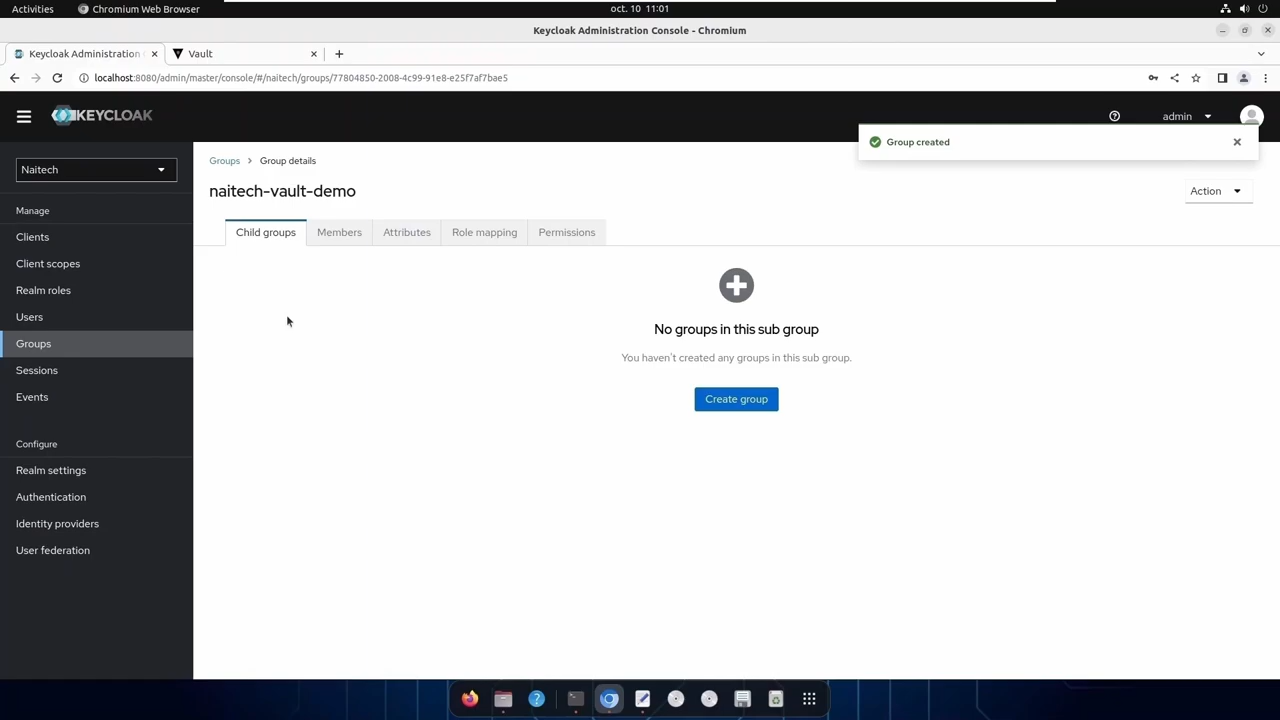 Activities
Chromium Web Browser
oct. 10 11:01
Keycloak Administration Console - Chromium
Keycloak Administration
Vault
localhost:8080/admin/master/console/#/naitech/groups/77804850-2008-4c99-91e8-e25f7af7bae5
KEYCLOAK
admin
Group created
Naitech
Groups
Group details
naitech-vault-demo
Action
Manage
Child groups
Members
Attributes
Role mapping
Permissions
Clients
Client scopes
Realm roles
Users
Groups
Sessions
Events
No groups in this sub group
You haven't created any groups in this sub group.
Create group
Configure
Realm settings
Authentication
Identity providers
User federation